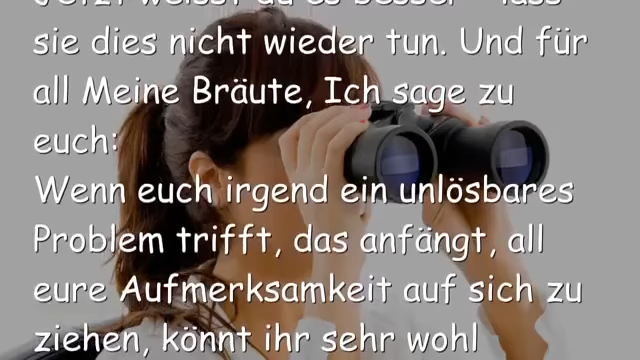 sie dies nicht wieder tun. Und für
all Meine Bräute, Ich sage zu
euch:
Wenn euch irgend ein unlösbares
Problem trifft, das anfängt, all
eure Aufmerksamkeit auf sich zu
ziehen, könnt ihr sehr wohl